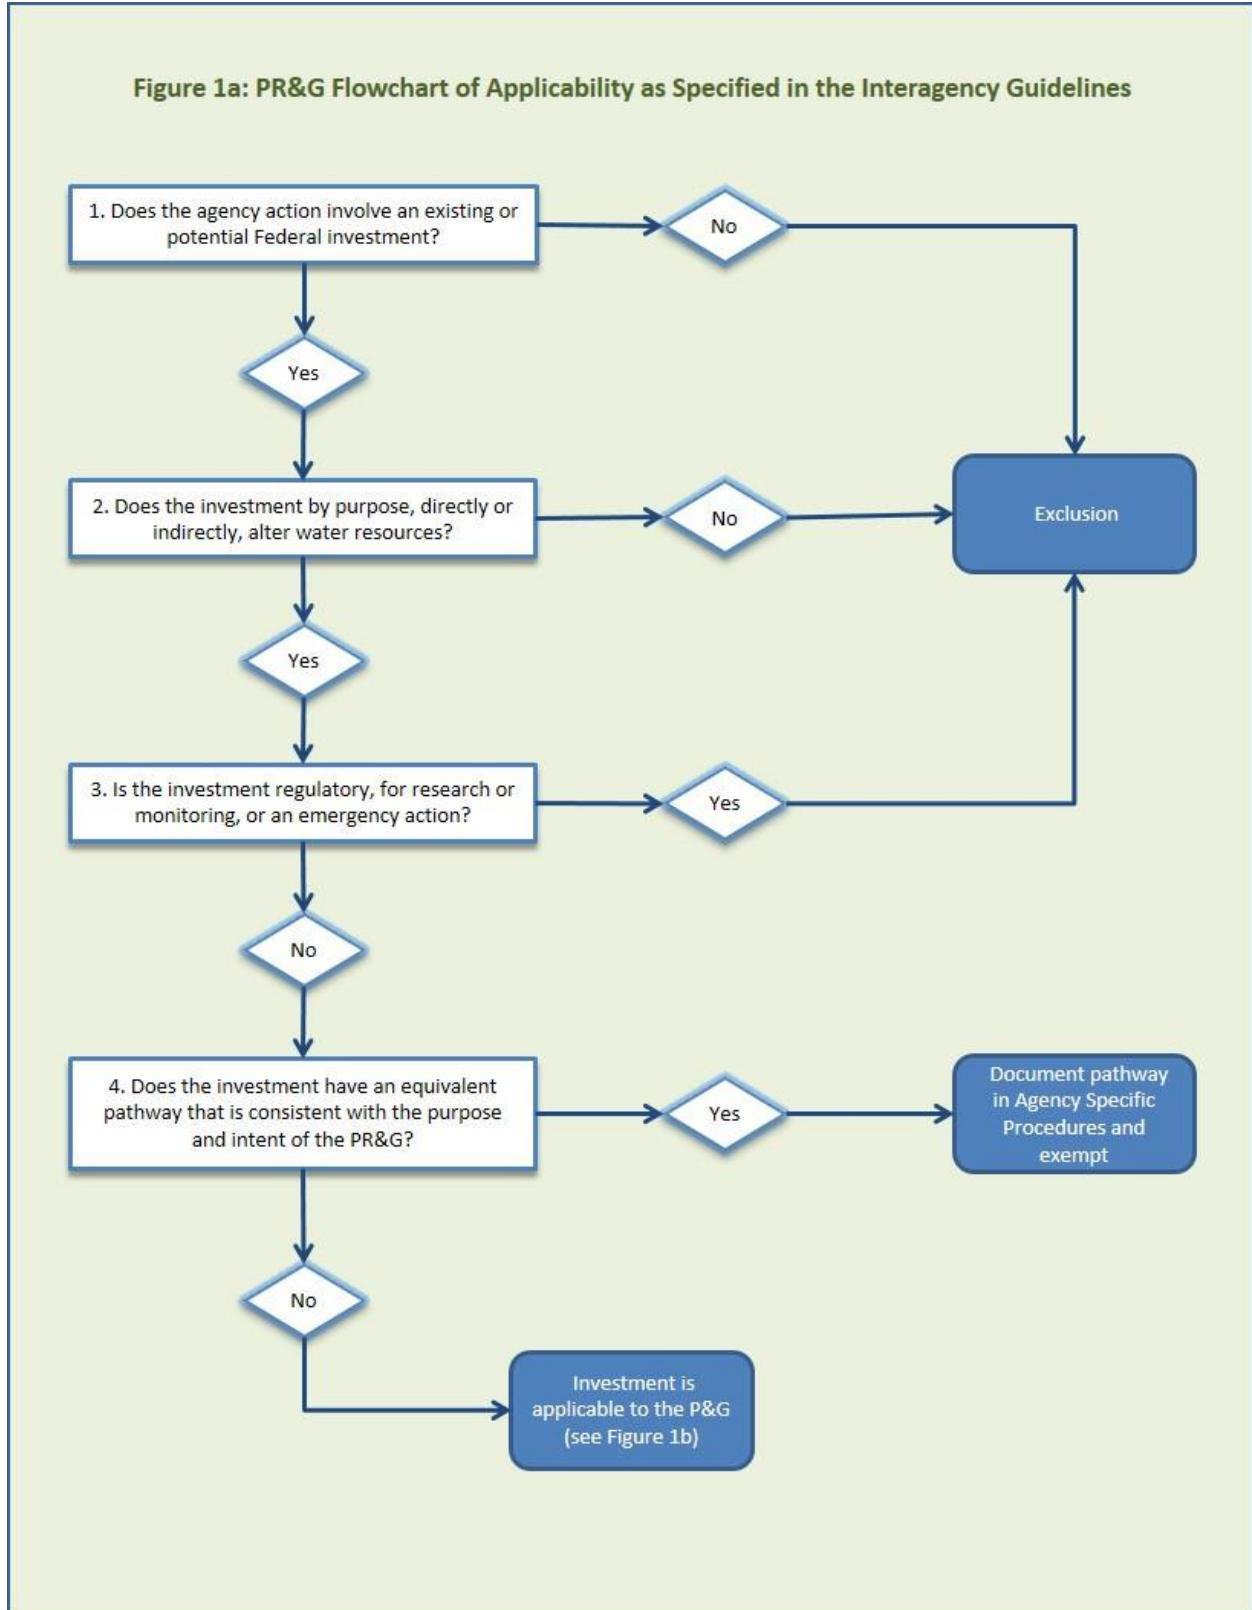 Figure 1a: PR&G Flowchart of Applicability as Specified in the Interagency Guidelines
1. Does the agency action involve an existing or
potential Federal investment?
No
Yes
2. Does the investment by purpose, directly or
indirectly, alter water resources?
No
Exclusion
Yes
3. Is the investment regulatory, for research or
monitoring, or an emergency action?
Yes
No
4. Does the investment have an equivalent
pathway that is consistent with the purpose
and intent of the PR&G?
Yes
Document pathway
in Agency Specific
Procedures and
exempt
No
Investment is
applicable to the P&G
(see Figure 1b)